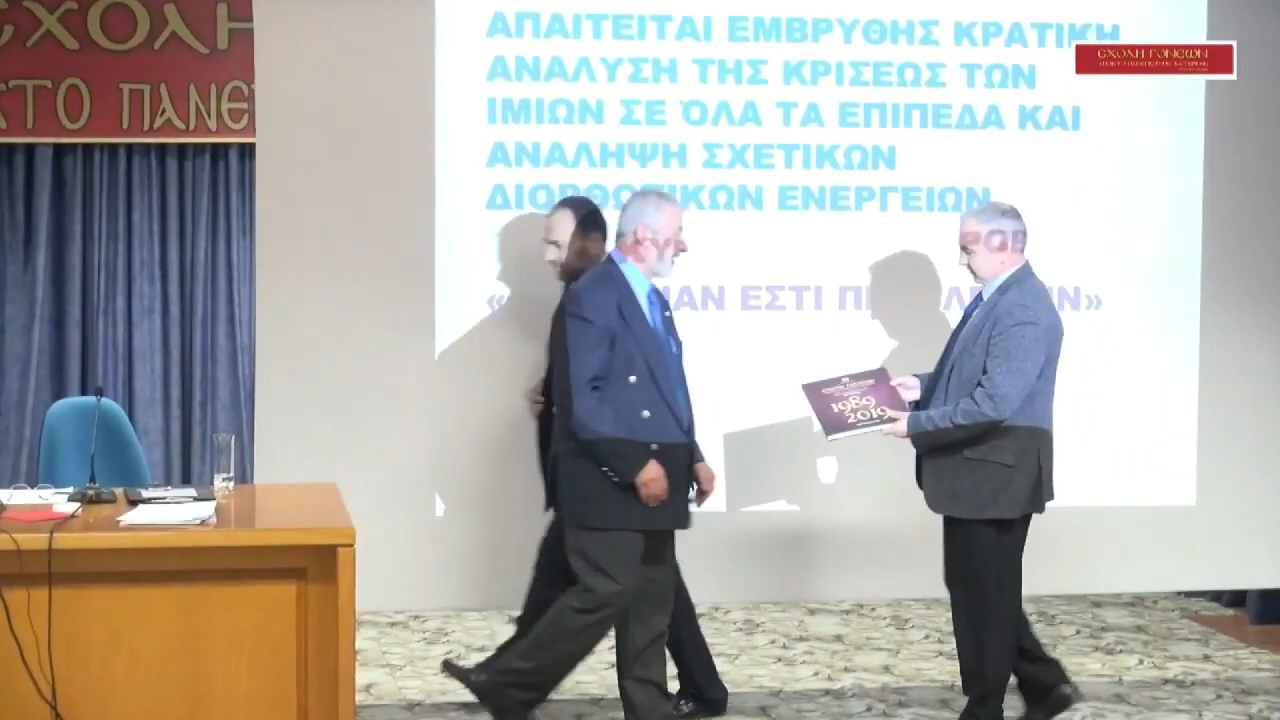 ΣΧΟΛΗ
ΠΑΝΕ
ΑΠΑΙΤΕΙΤΑΙ ΕΜΒΡΥΘΗΣ ΚΡΑΤΙΚΗ
ΑΝΑΛΥΣΗ ΤΗΣ ΚΡΙΣΕΩΣ ΤΩΝ
ΙΜΙΩΝ ΣΕ ΌΛΑ ΤΑ ΕΠΙΠΕΔΑ ΚΑΙ
ΑΝΑΛΗΨΗ ΣΧΕΤΙΚΩΝ
ΔΙΟΡΘΩΤΙΚΩΝ ΕΝΕΡΓΕΙΩΝ
ΕΣΤΙ
ΣΧΟΛΗ ΓΟΝΕΩΝ
1989
2019